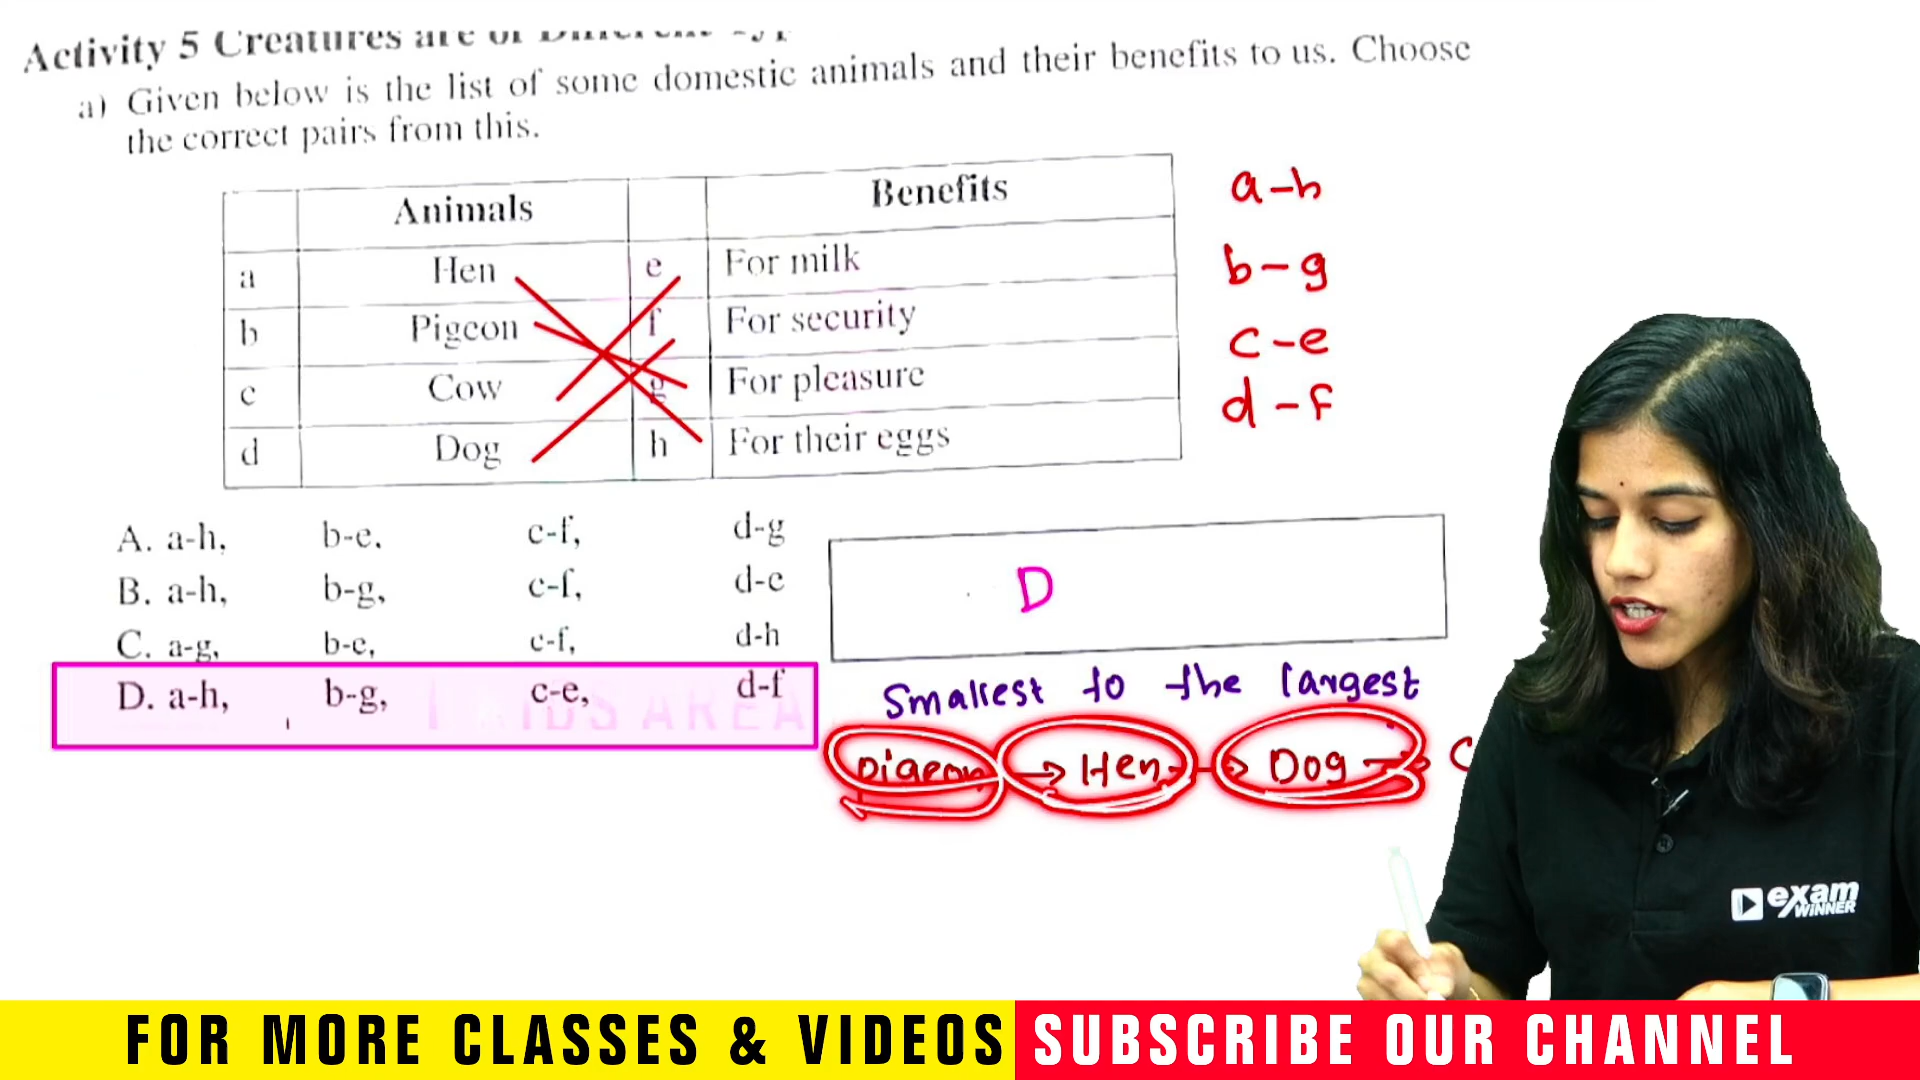 Activity 5 Creatures are of
a) Given below is the list of some domestic animals and their benefits to us. Choose
the correct pairs from this.
Animals Benefits
a Hen e For milk
b Pigeon f For security
c Cow g For pleasure
d Dog h For their eggs
a-h
b-g
c-e
d-f
A. a-h, b-e, c-f, d-g
B. a-h, b-g, c-f, d-e
C. a-g, b-e, c-f, d-h
D. a-h, b-g, c-e, d-f
D
Smallest to the largest
pigeon → Hen → Dog → C
exam
WINNER
FOR MORE CLASSES & VIDEOS SUBSCRIBE OUR CHANNEL